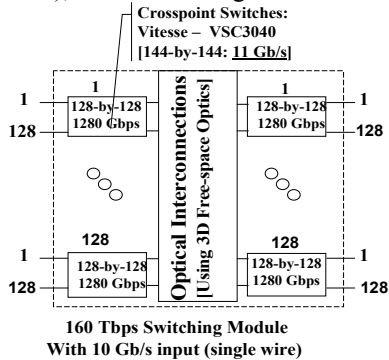 ),
Crosspoint Switches:
Vitesse – VSC3040
[144-by-144: 11 Gb/s]
1
1
128
128-by-128
1280 Gbps
1
1
128
128-by-128
1280 Gbps
Optical Interconnections
[Using 3D Free-space Optics]
128
1
128
128-by-128
1280 Gbps
128
1
128
128-by-128
1280 Gbps
160 Tbps Switching Module
With 10 Gb/s input (single wire)